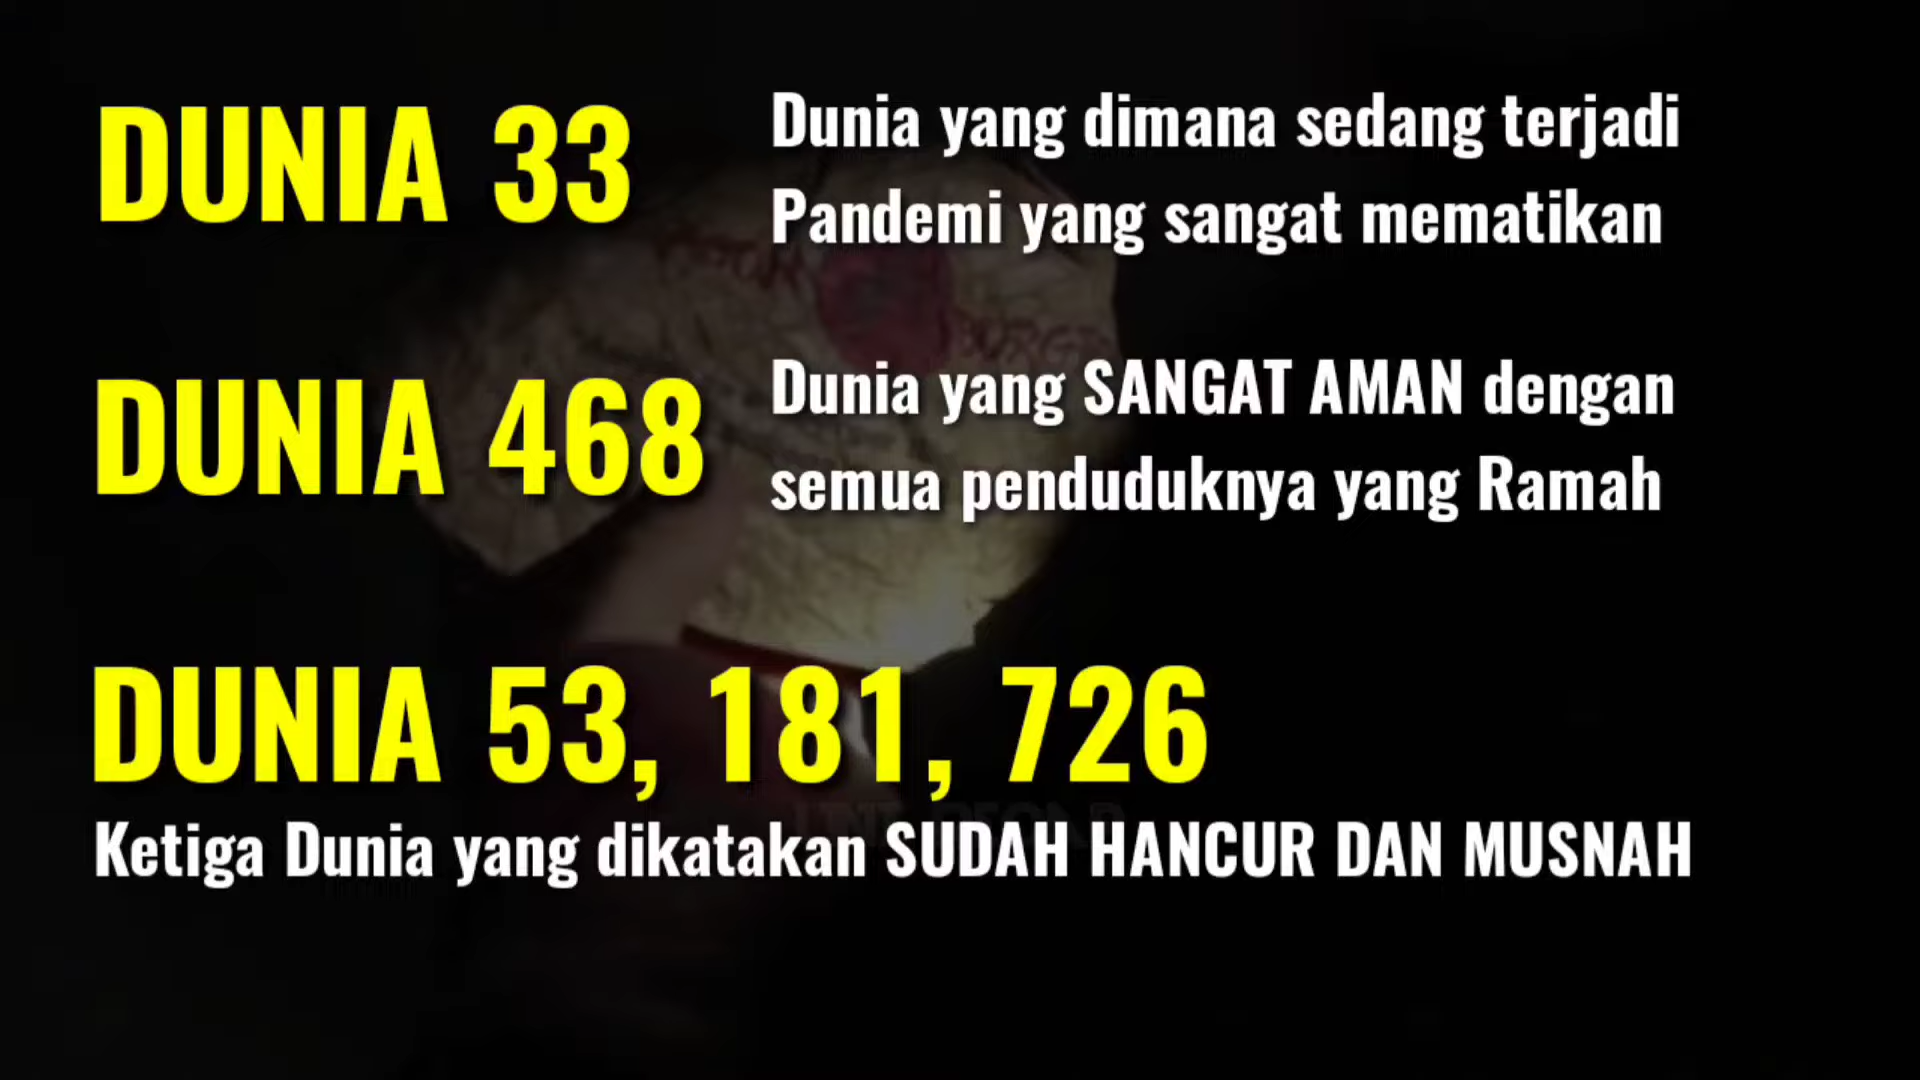 DUNIA 33
Dunia yang dimana sedang terjadi
Pandemi yang sangat mematikan
DUNIA 468
Dunia yang SANGAT AMAN dengan
semua penduduknya yang Ramah
DUNIA 53, 181, 726
Ketiga Dunia yang dikatakan SUDAH HANCUR DAN MUSNAH